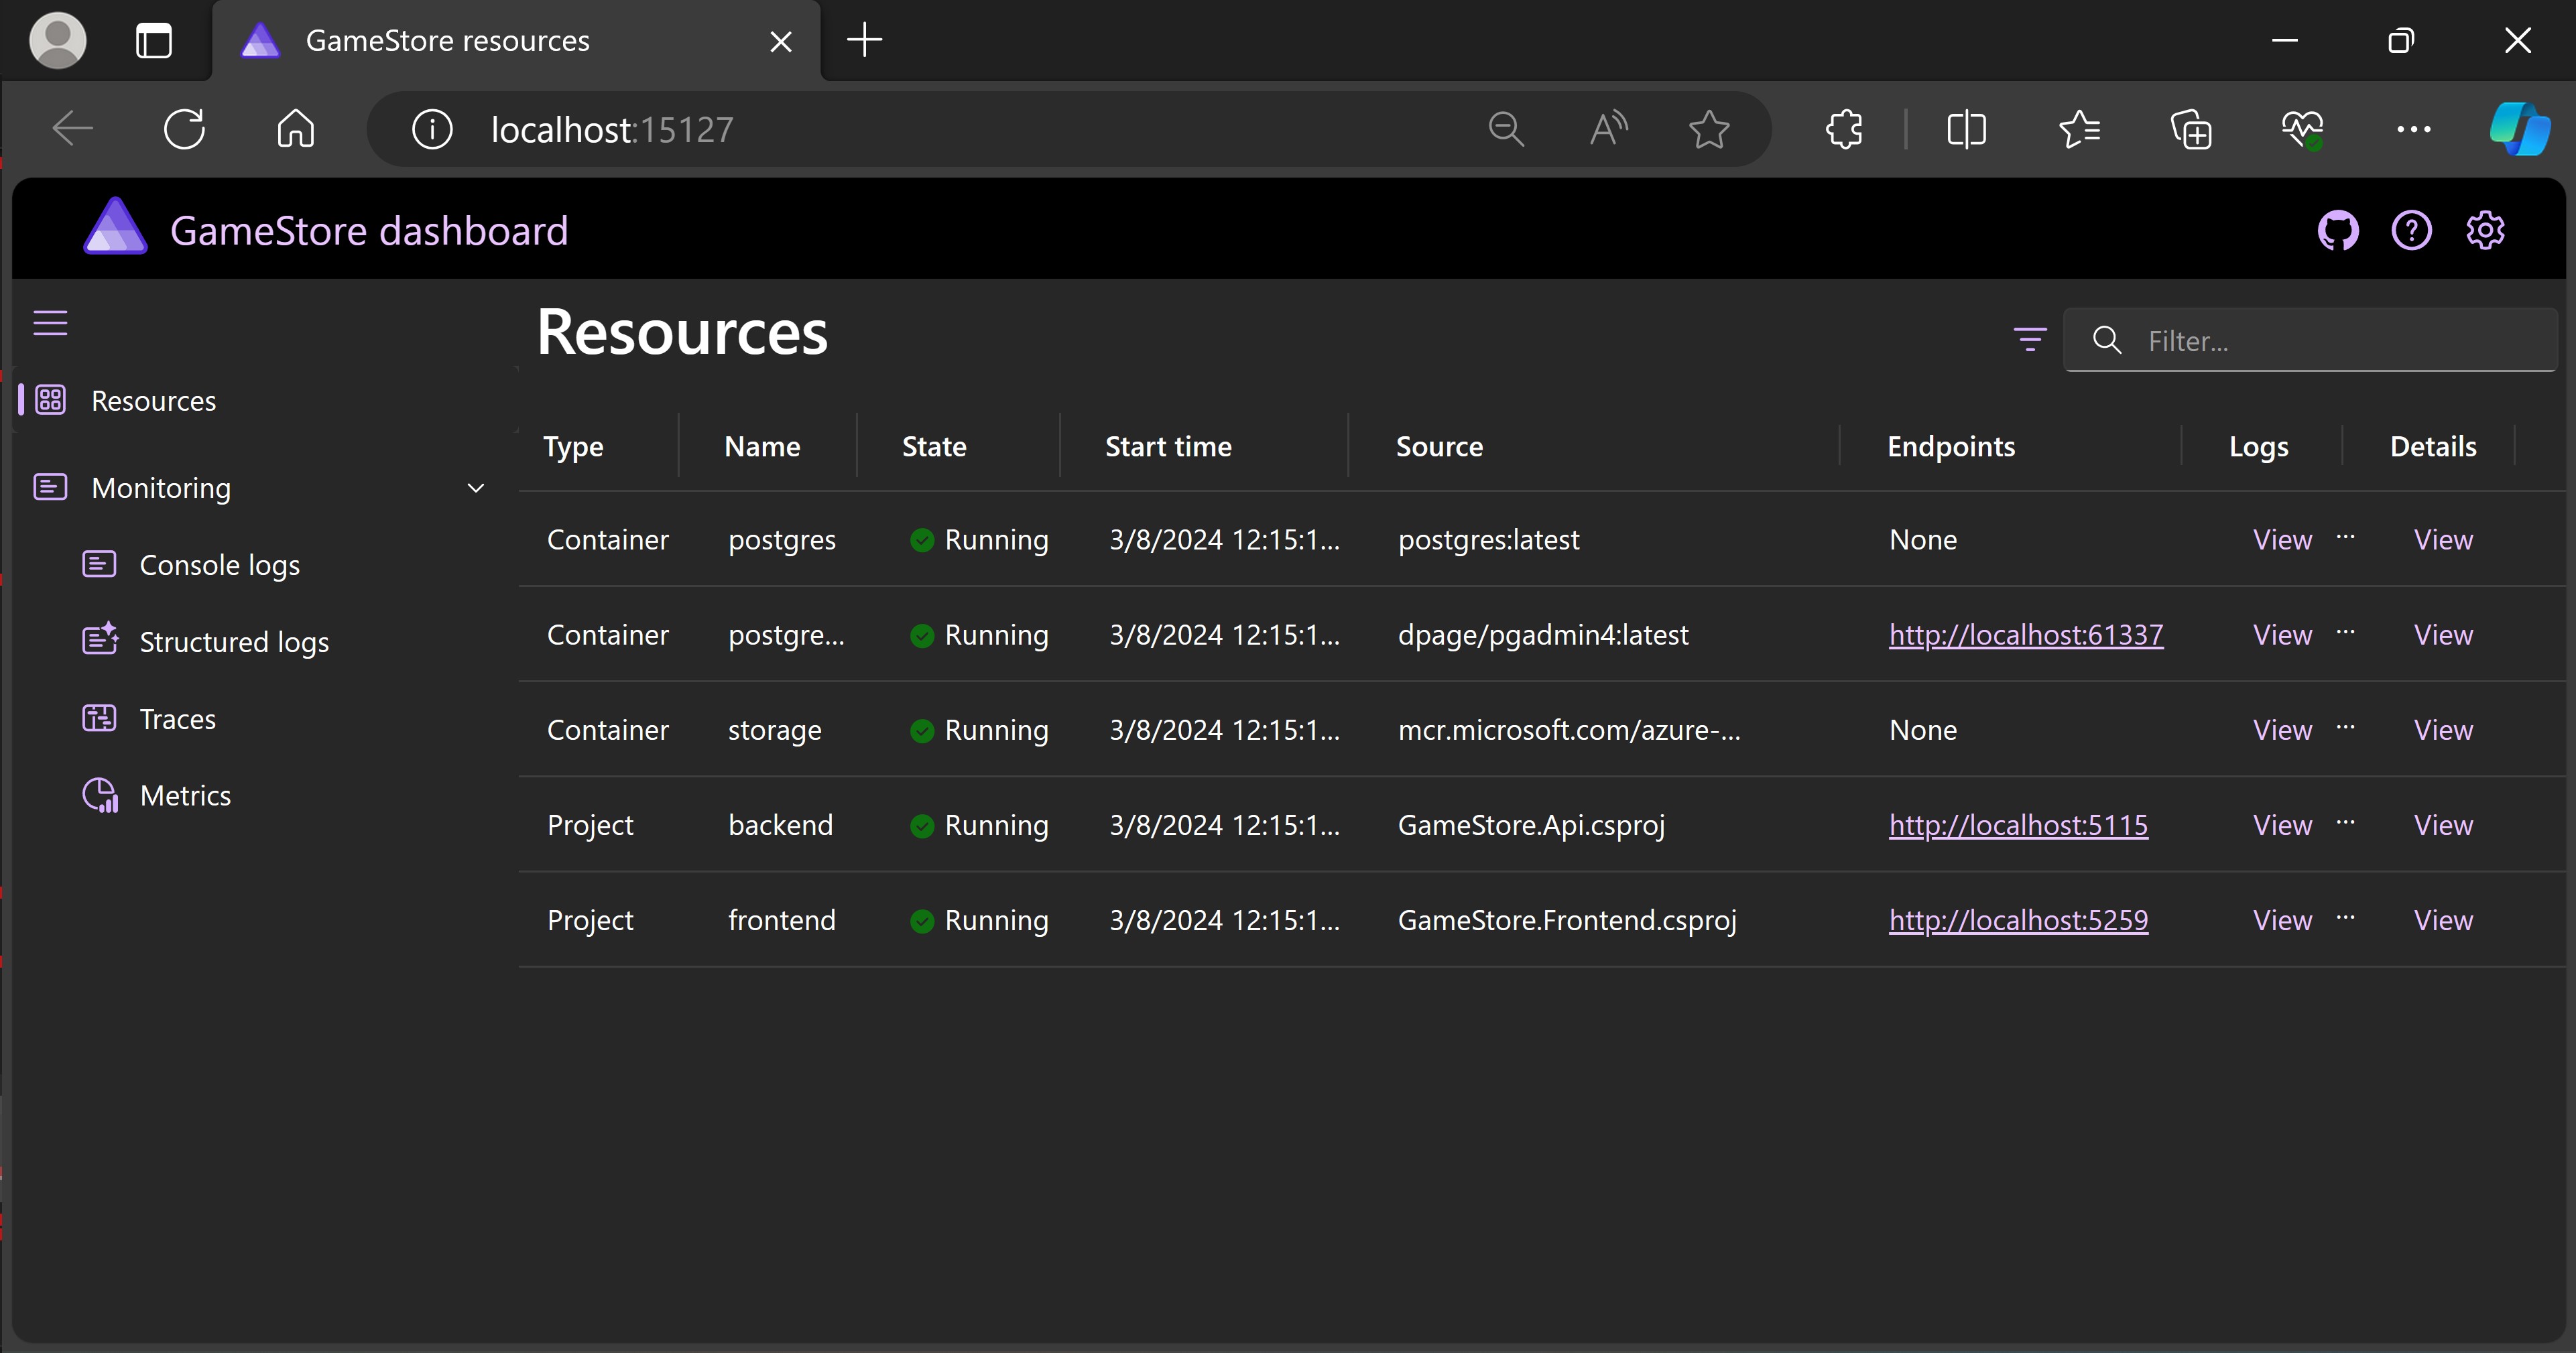 GameStore resources
localhost:15127
GameStore dashboard
Resources
Filter...
Resources
Monitoring
Console logs
Structured logs
Traces
Metrics
Type Name State Start time Source Endpoints Logs Details
Container postgres Running 3/8/2024 12:15:1... postgres:latest None View ... View
Container postgre... Running 3/8/2024 12:15:1... dpage/pgadmin4:latest http://localhost:61337 View ... View
Container storage Running 3/8/2024 12:15:1... mcr.microsoft.com/azure-... None View ... View
Project backend Running 3/8/2024 12:15:1... GameStore.Api.csproj http://localhost:5115 View ... View
Project frontend Running 3/8/2024 12:15:1... GameStore.Frontend.csproj http://localhost:5259 View ... View